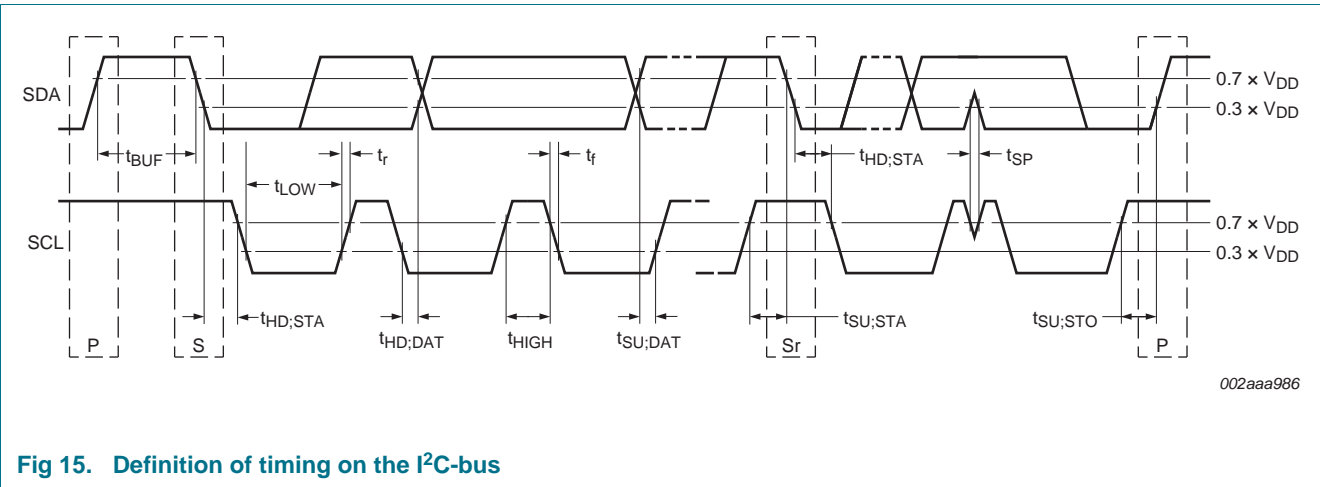 SDA
0.7 × VDD
0.3 × VDD
tBUF
tr
tf
tHD;STA
tSP
tLOW
SCL
0.7 × VDD
0.3 × VDD
tHD;STA
tHD;DAT
tHIGH
tSU;DAT
tSU;STA
tSU;STO
P
S
Sr
P
002aaa986
Fig 15. Definition of timing on the I²C-bus